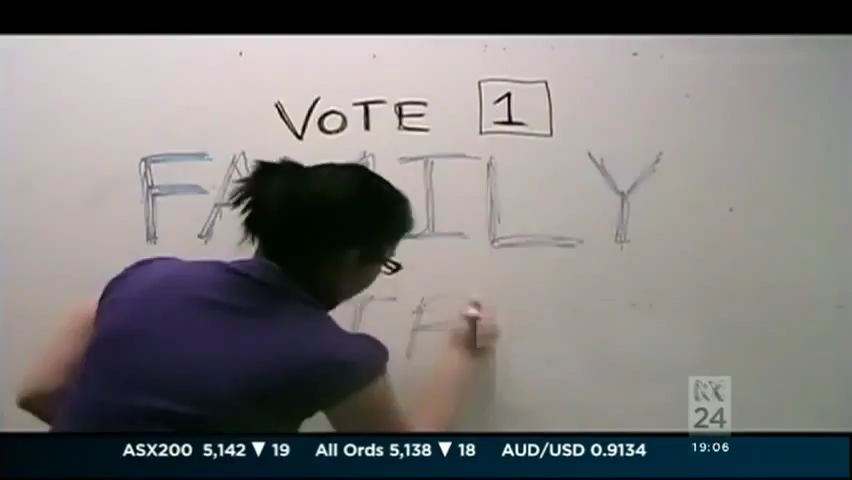 VOTE 1
FAMILY
24
ASX200 5,142 ▼ 19 All Ords 5,138 ▼ 18 AUD/USD 0.9134
19:06